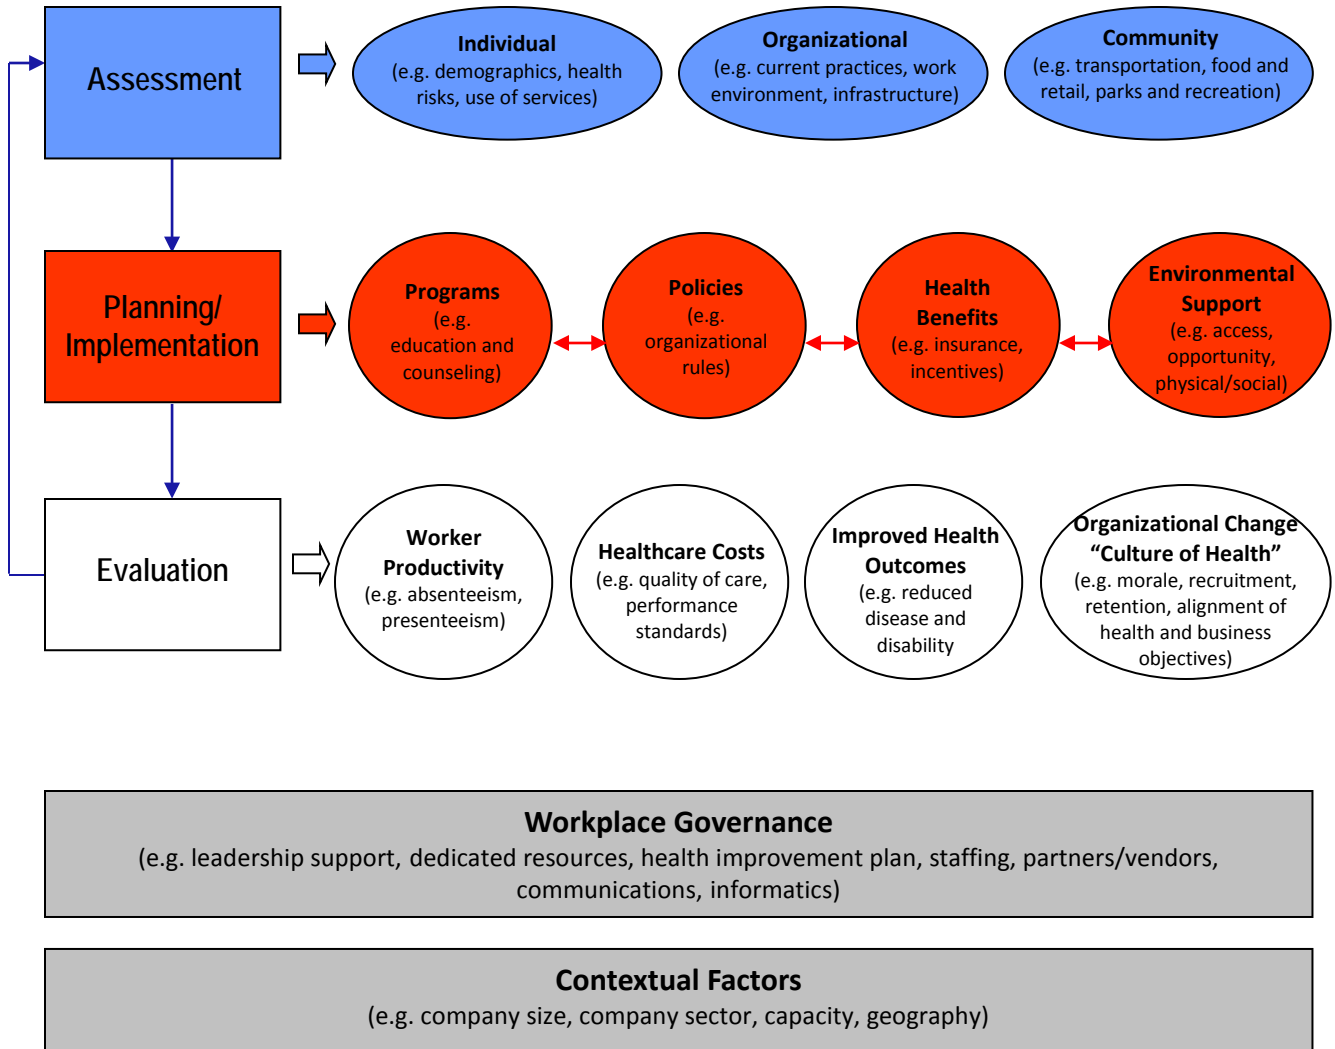 Assessment
Individual
(e.g. demographics, health
risks, use of services)
Organizational
(e.g. current practices, work
environment, infrastructure)
Community
(e.g. transportation, food and
retail, parks and recreation)
Planning/
Implementation
Programs
(e.g.
education and
counseling)
Policies
(e.g.
organizational
rules)
Health
Benefits
(e.g. insurance,
incentives)
Environmental
Support
(e.g. access,
opportunity,
physical/social)
Evaluation
Worker
Productivity
(e.g. absenteeism,
presenteeism)
Healthcare Costs
(e.g. quality of care,
performance
standards)
Improved Health
Outcomes
(e.g. reduced
disease and
disability
Organizational Change
“Culture of Health”
(e.g. morale, recruitment,
retention, alignment of
health and business
objectives)
Workplace Governance
(e.g. leadership support, dedicated resources, health improvement plan, staffing, partners/vendors,
communications, informatics)
Contextual Factors
(e.g. company size, company sector, capacity, geography)